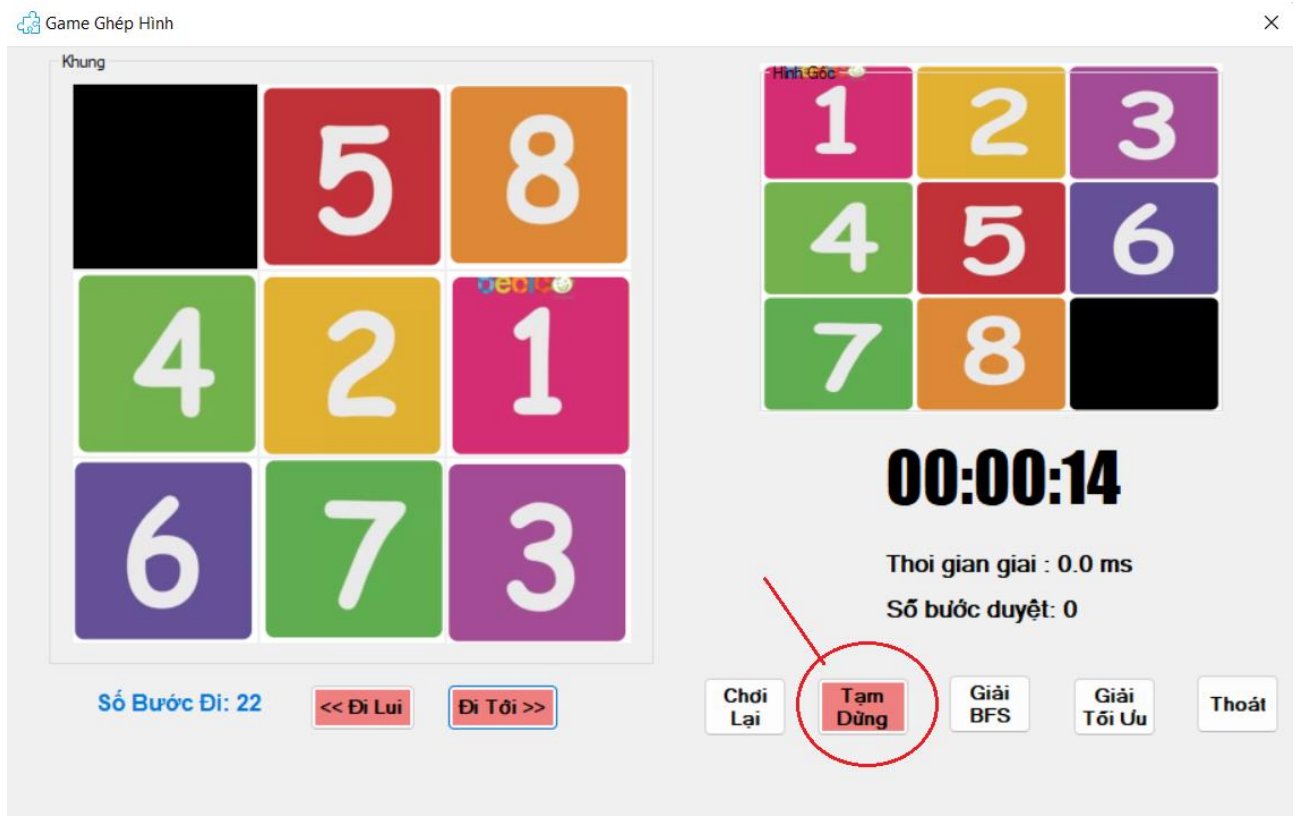 Game Ghép Hình
Khung
5 8
4 2 1
6 7 3
Hình Gốc
1 2 3
4 5 6
7 8
00:00:14
Thoi gian giai : 0.0 ms
Số bước duyệt: 0
Số Bước Đi: 22
<< Đi Lui
Đi Tới >>
Chơi
Lại
Tạm
Dừng
Giải
BFS
Giải
Tối Ưu
Thoát